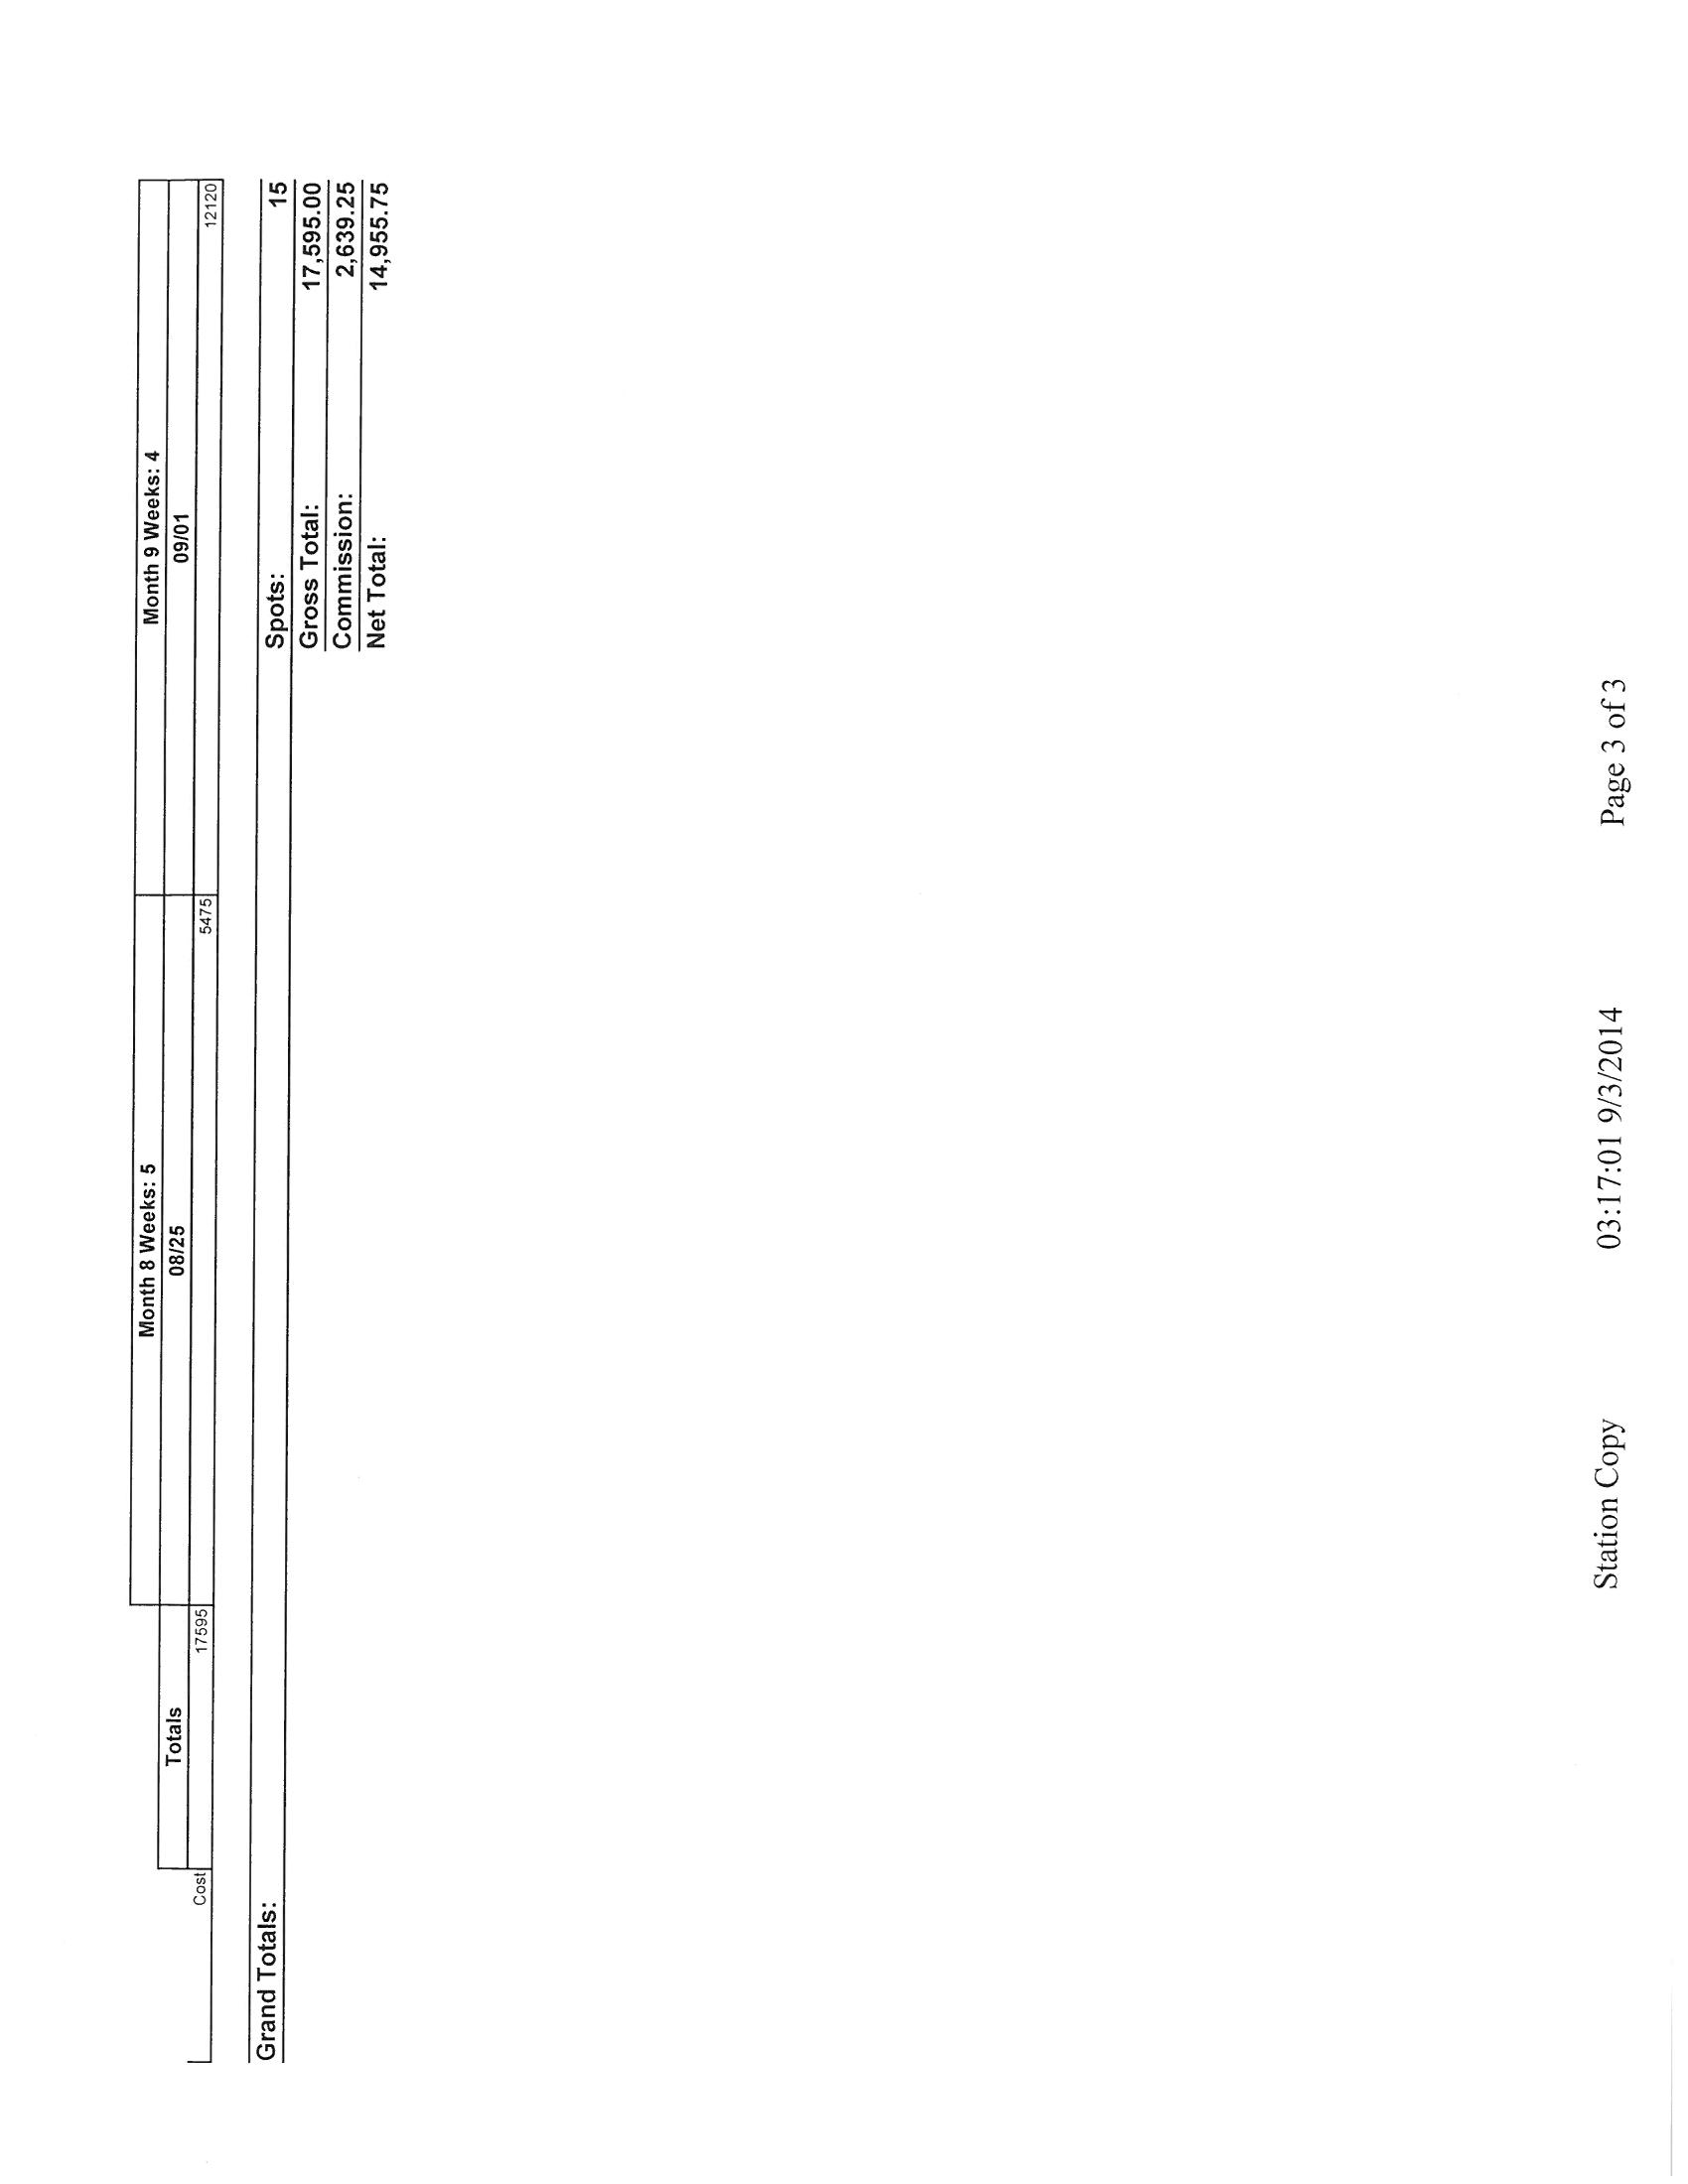 Month 8 Weeks: 5 Month 9 Weeks: 4
Totals 08/25 09/01
Cost 17595 5475 12120
Grand Totals: Spots: 15
Gross Total: 17,595.00
Commission: 2,639.25
Net Total: 14,955.75
Station Copy 03:17:01 9/3/2014 Page 3 of 3